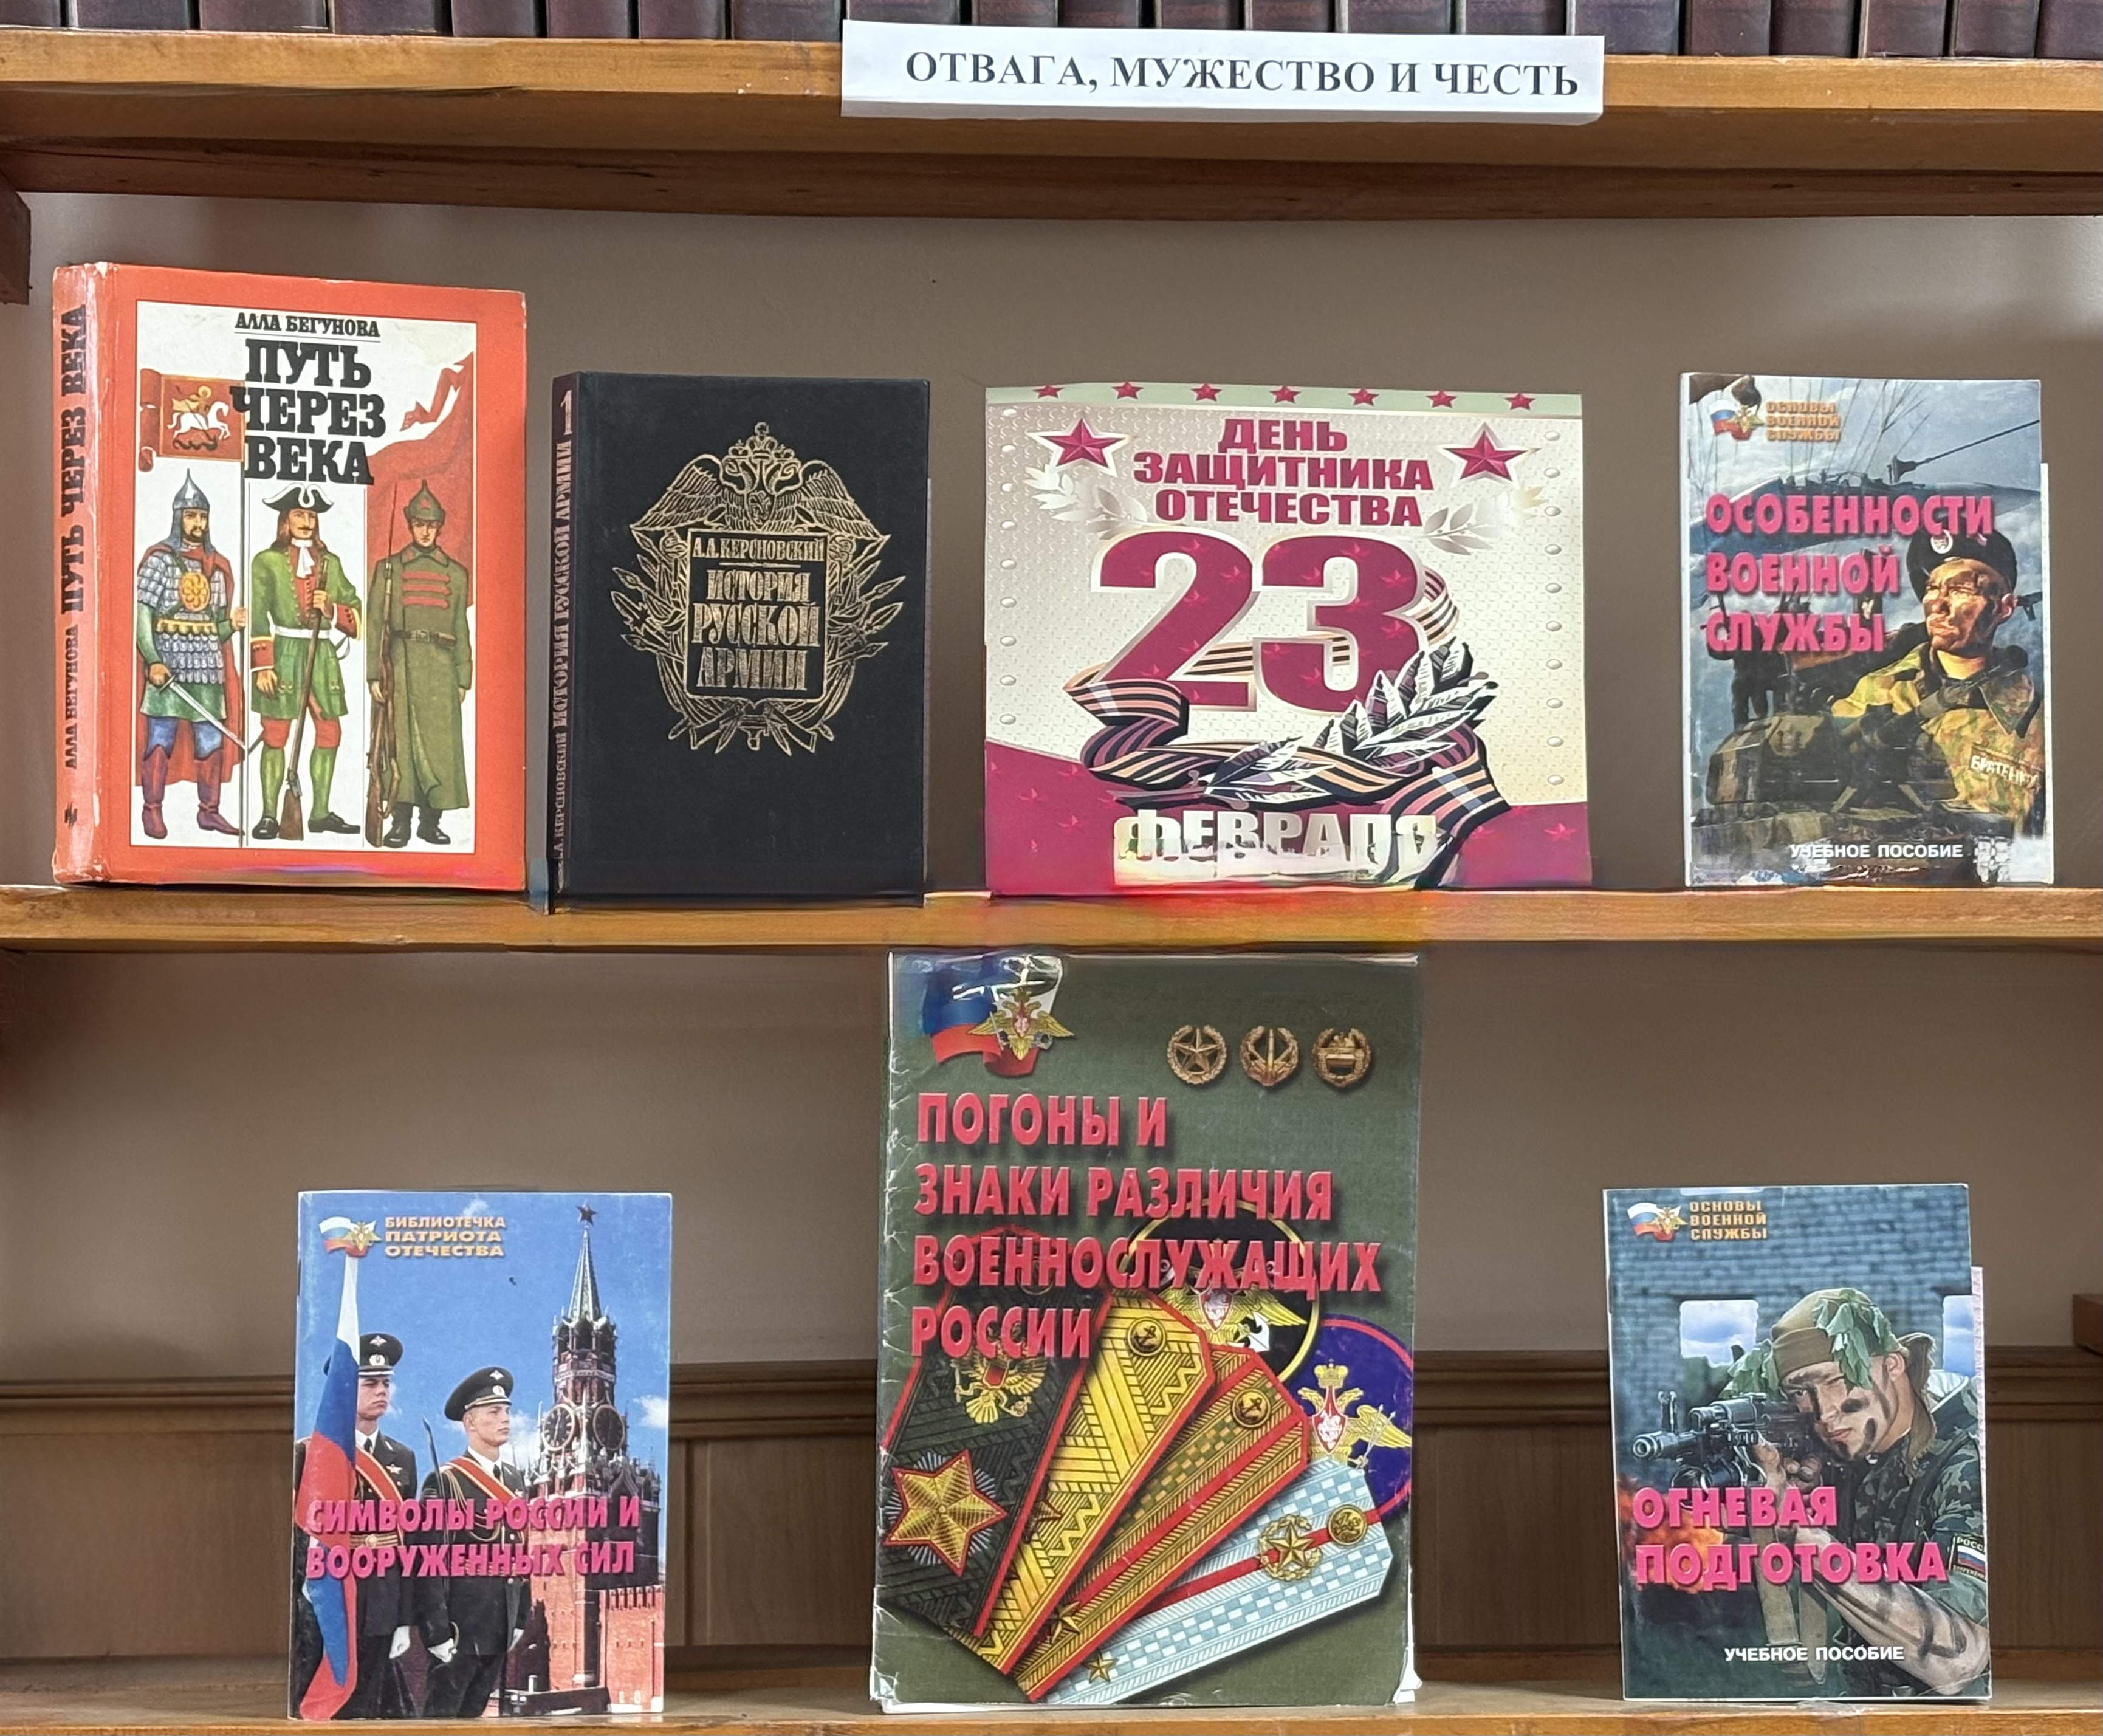 ОТВАГА, МУЖЕСТВО И ЧЕСТЬ
АЛЛА БЕГУНОВА ПУТЬ ЧЕРЕЗ ВЕКА
АЛЛА БЕГУНОВА
ПУТЬ
ЧЕРЕЗ
ВЕКА
А.А.КЕРСНОВСКИЙ ИСТОРИЯ РУССКОЙ АРМИИ 1
А.А.КЕРСНОВСКИЙ
ИСТОРИЯ
РУССКОЙ
АРМИИ
ДЕНЬ
ЗАЩИТНИКА
ОТЕЧЕСТВА
23
ФЕВРАЛЯ
ОСНОВЫ
ВОЕННОЙ
СЛУЖБЫ
ОСОБЕННОСТИ
ВОЕННОЙ
СЛУЖБЫ
УЧЕБНОЕ ПОСОБИЕ
БИБЛИОТЕЧКА
ПАТРИОТА
ОТЕЧЕСТВА
СИМВОЛЫ РОССИИ И
ВООРУЖЕННЫХ СИЛ
ПОГОНЫ И
ЗНАКИ РАЗЛИЧИЯ
ВОЕННОСЛУЖАЩИХ
РОССИИ
ОСНОВЫ
ВОЕННОЙ
СЛУЖБЫ
ОГНЕВАЯ
ПОДГОТОВКА
УЧЕБНОЕ ПОСОБИЕ